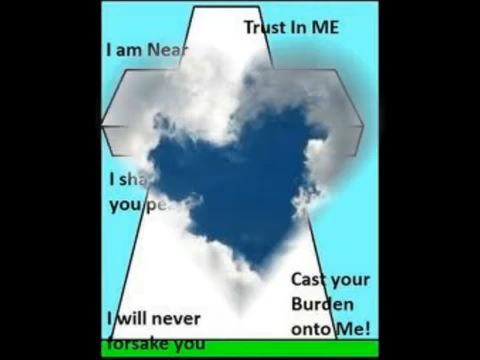 Trust In ME
I am Near
I sha
you pe
Cast your
Burden
onto Me!
I will never
forsake you